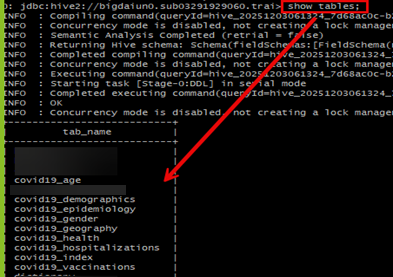 0: jdbc:hive2://bigdaiun0.sub03291929060.trai> show tables;
INFO  : Compiling command(queryId=hive_20251203061324_7d68ac0c-b
INFO  : Concurrency mode is disabled, not creating a lock manage
INFO  : Semantic Analysis Completed (retrial = false)
INFO  : Returning Hive schema: Schema(fieldSchemas:[FieldSchema(
INFO  : Completed compiling command(queryId=hive_20251203061324_
INFO  : Concurrency mode is disabled, not creating a lock manage
INFO  : Executing command(queryId=hive_20251203061324_7d68ac0c-b
INFO  : Starting task [Stage-0:DDL] in serial mode
INFO  : Completed executing command(queryId=hive_20251203061324_
INFO  : OK
INFO  : Concurrency mode is disabled, not creating a lock manage
tab_name
covid19_age
covid19_demographics
covid19_epidemiology
covid19_gender
covid19_geography
covid19_health
covid19_hospitalizations
covid19_index
covid19_vaccinations